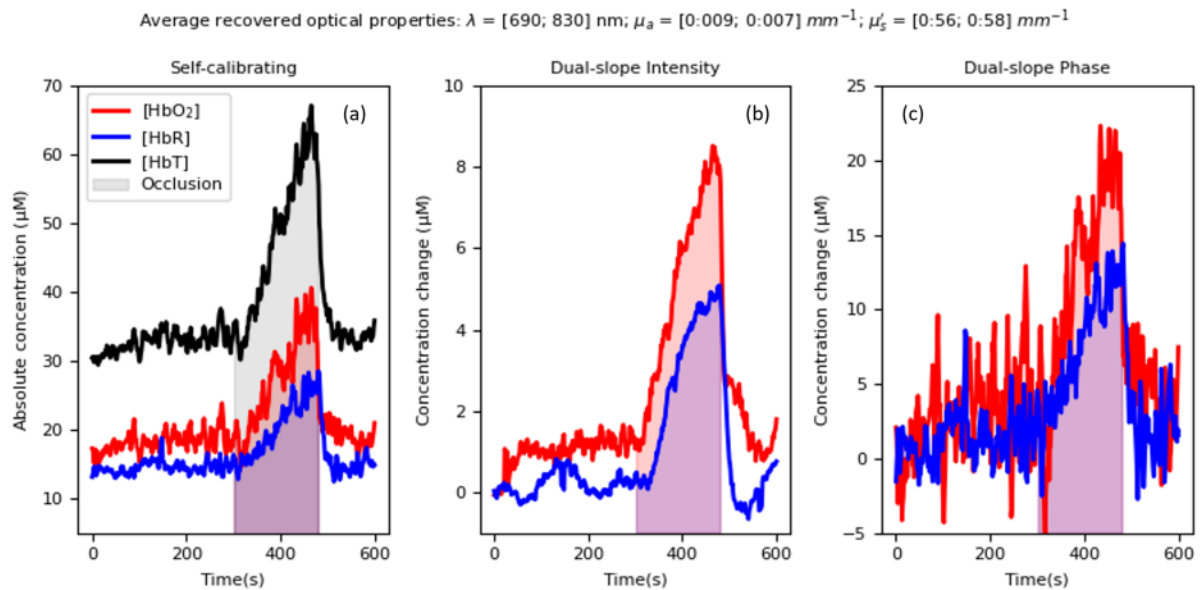 Average recovered optical properties: λ = [690; 830] nm; μₐ = [0:009; 0:007] mm⁻¹; μ′ₛ = [0:56; 0:58] mm⁻¹
Self-calibrating
Dual-slope Intensity
Dual-slope Phase
70
60
50
40
30
20
10
Absolute concentration (μM)
[HbO₂]
[HbR]
[HbT]
Occlusion
(a)
0 200 400 600
Time(s)
10
8
6
4
2
0
Concentration change (μM)
(b)
0 200 400 600
Time(s)
25
20
15
10
5
0
−5
Concentration change (μM)
(c)
0 200 400 600
Time(s)